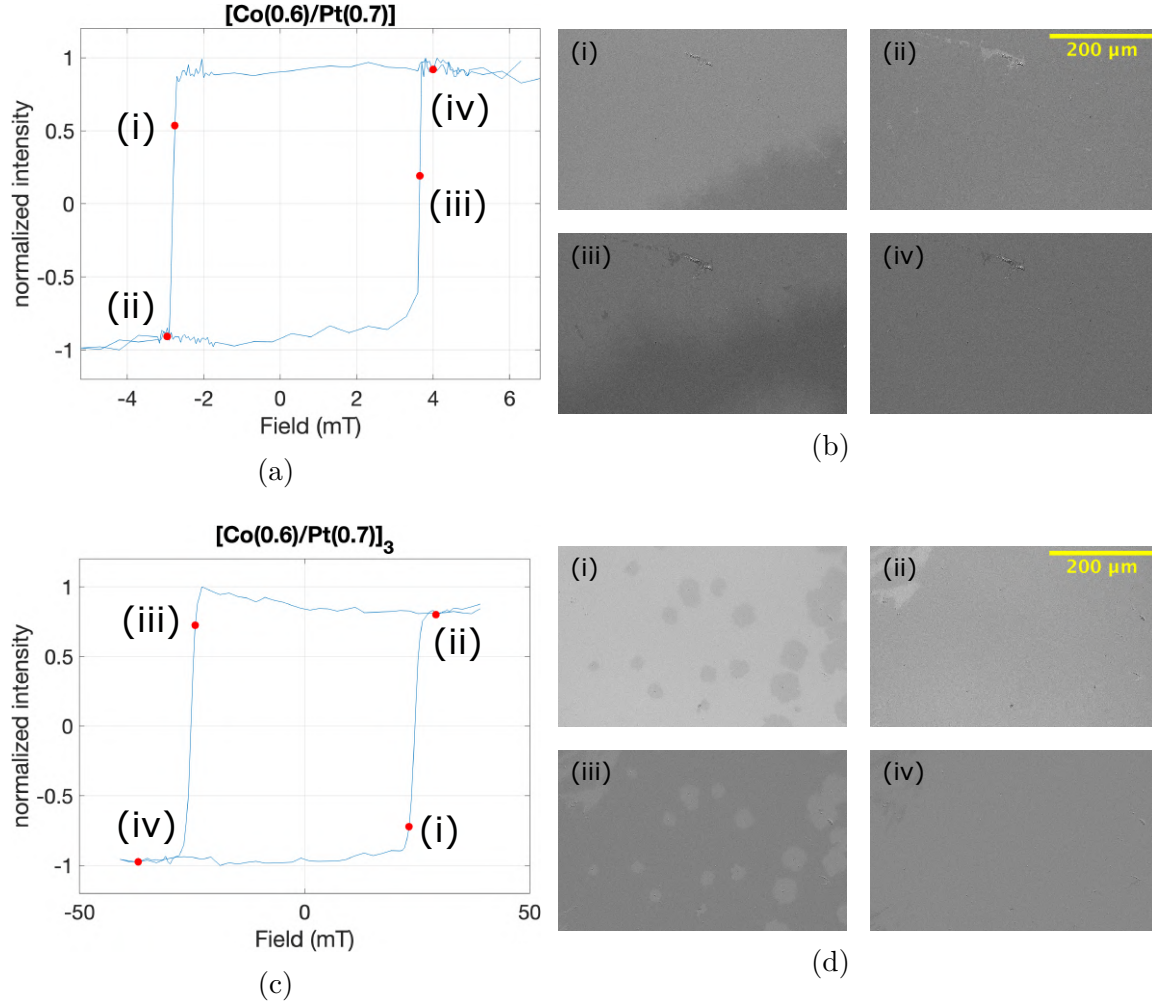 [Co(0.6)/Pt(0.7)]
normalized intensity
1
0.5
0
-0.5
-1
(i)
(ii)
(iii)
(iv)
-4
-2
0
2
4
6
Field (mT)
(a)
(i)
(ii)
200 µm
(iii)
(iv)
(b)
[Co(0.6)/Pt(0.7)]3
normalized intensity
1
0.5
0
-0.5
-1
(iii)
(ii)
(iv)
(i)
-50
0
50
Field (mT)
(c)
(i)
(ii)
200 µm
(iii)
(iv)
(d)